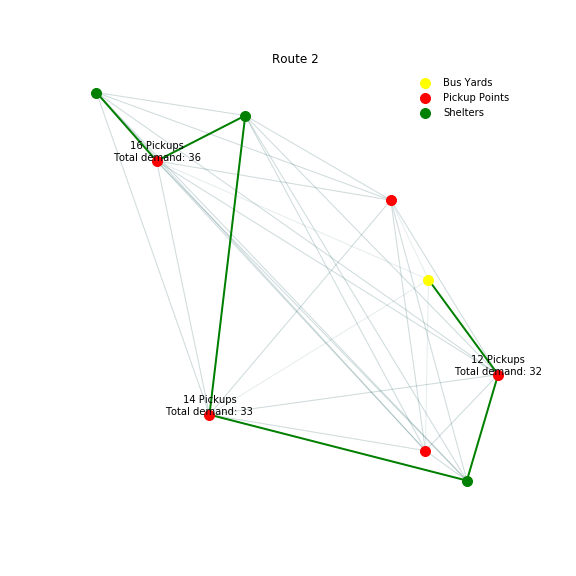 Route 2
Bus Yards
Pickup Points
Shelters
16 Pickups
Total demand: 36
12 Pickups
Total demand: 32
14 Pickups
Total demand: 33